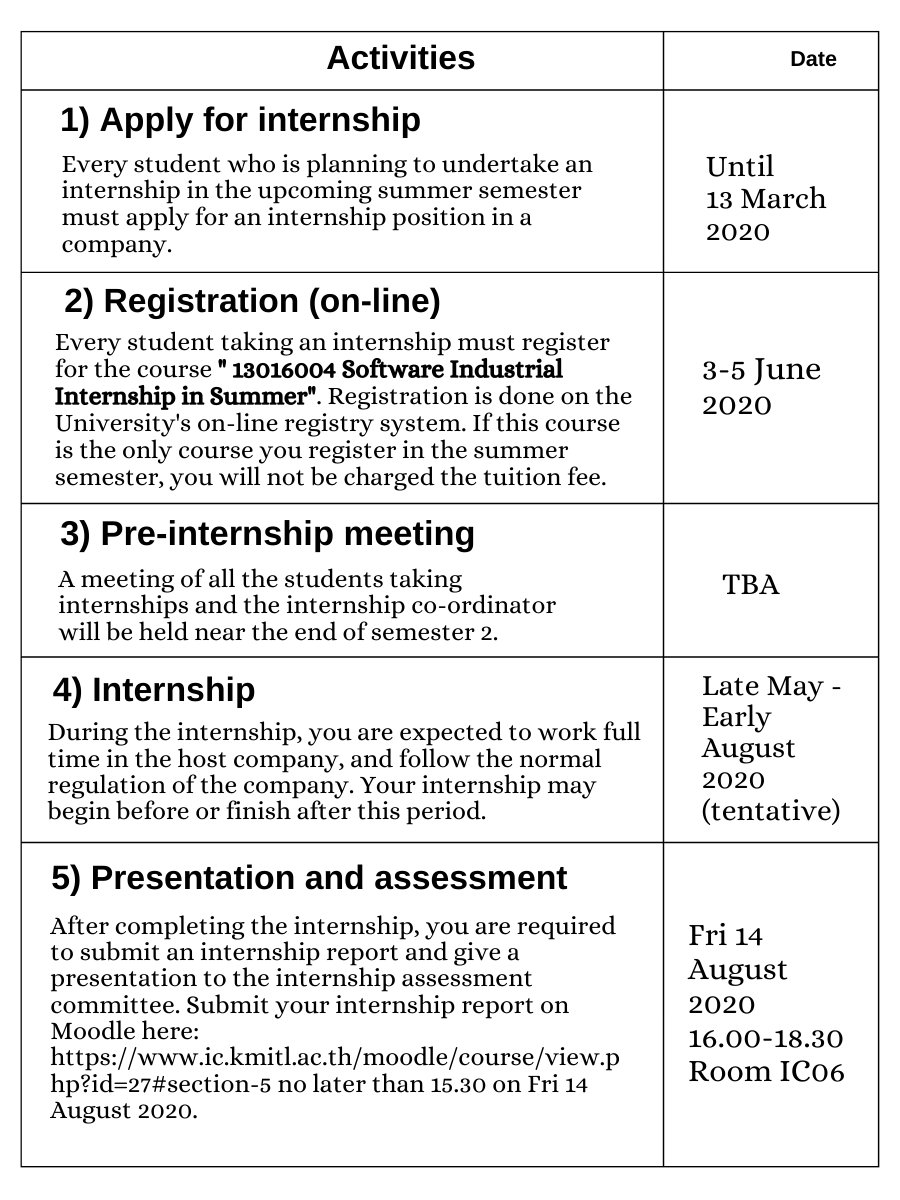 Activities
Date
1) Apply for internship
Every student who is planning to undertake an
internship in the upcoming summer semester
must apply for an internship position in a
company.
Until
13 March
2020
2) Registration (on-line)
Every student taking an internship must register
for the course " 13016004 Software Industrial
Internship in Summer". Registration is done on the
University's on-line registry system. If this course
is the only course you register in the summer
semester, you will not be charged the tuition fee.
3-5 June
2020
3) Pre-internship meeting
A meeting of all the students taking
internships and the internship co-ordinator
will be held near the end of semester 2.
TBA
4) Internship
During the internship, you are expected to work full
time in the host company, and follow the normal
regulation of the company. Your internship may
begin before or finish after this period.
Late May -
Early
August
2020
(tentative)
5) Presentation and assessment
After completing the internship, you are required
to submit an internship report and give a
presentation to the internship assessment
committee. Submit your internship report on
Moodle here:
https://www.ic.kmitl.ac.th/moodle/course/view.p
hp?id=27#section-5 no later than 15.30 on Fri 14
August 2020.
Fri 14
August
2020
16.00-18.30
Room IC06